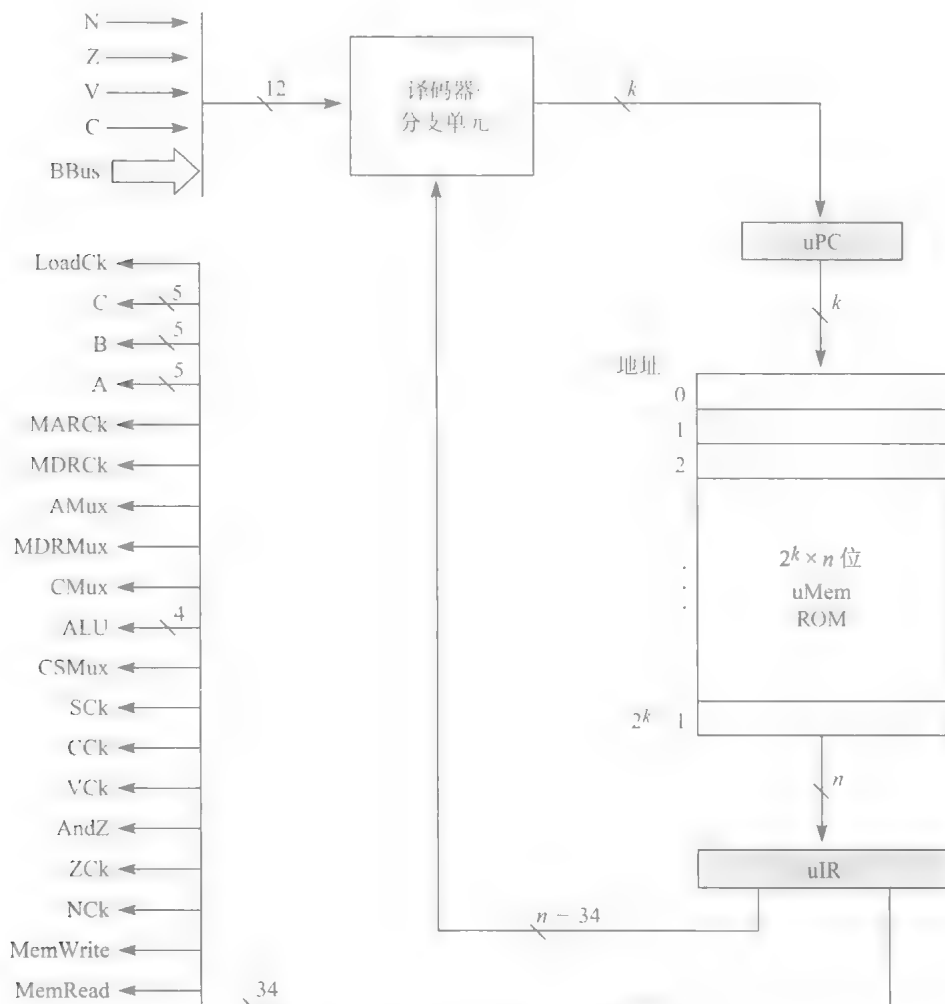 N
Z
V
C
BBus
12
译码器·
分支单元
k
uPC
k
LoadCk
C
5
B
5
A
5
MARCk
MDRCk
AMux
MDRMux
CMux
ALU
4
CSMux
SCk
CCk
VCk
AndZ
ZCk
NCk
MemWrite
MemRead
34
地址
0
1
2
2^k × n 位
uMem
ROM
2^k 1
n
uIR
n − 34